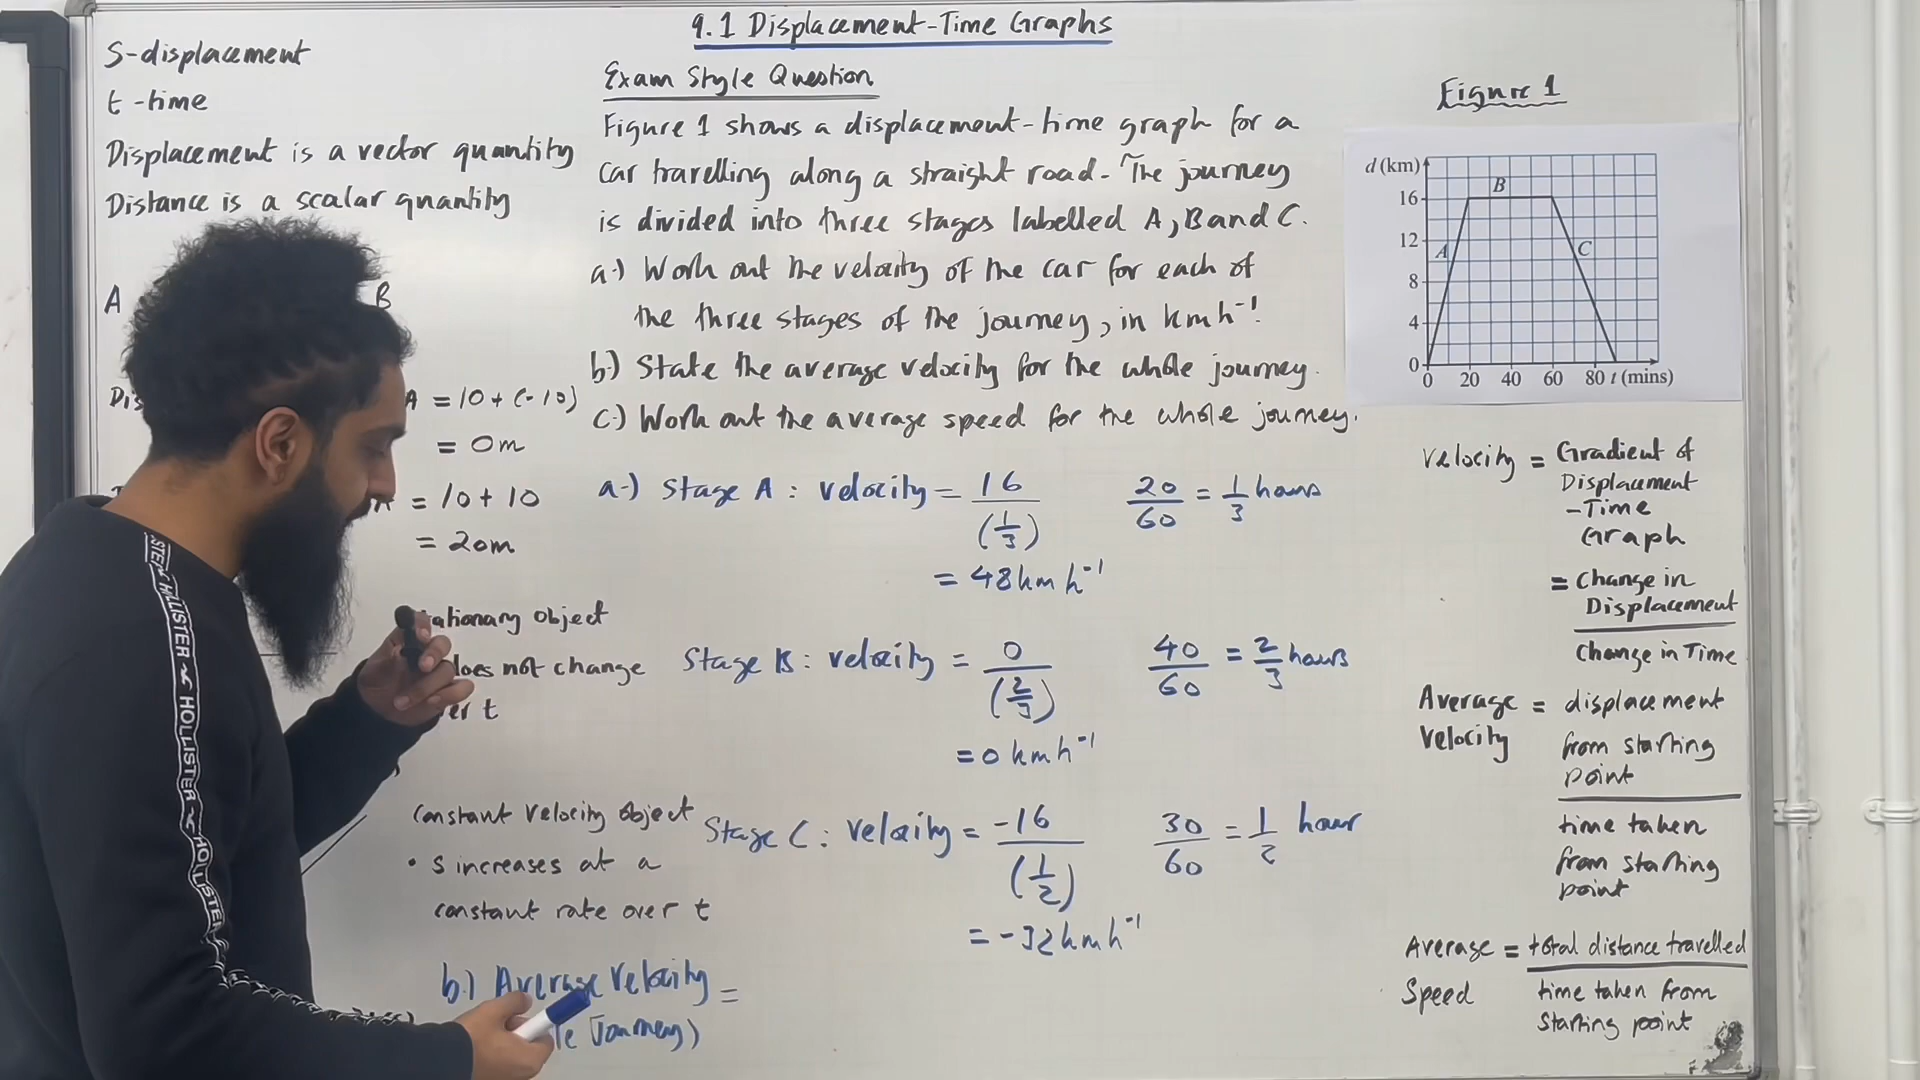 9.1 Displacement-Time Graphs
S-displacement
t-time
Displacement is a vector quantity
Distance is a scalar quantity
A B
A = 10 + (-10)
= 0m
= 10 + 10
= 20m
object
does not change
t
Constant velocity object
• s increases at a
constant rate over t
Exam Style Question
Figure 1 shows a displacement-time graph for a
car travelling along a straight road. The journey
is divided into three stages labelled A, B and C.
a.) Work out the velocity of the car for each of
the three stages of the journey, in kmh⁻¹.
b.) State the average velocity for the whole journey.
c.) Work out the average speed for the whole journey.
a.) Stage A : velocity = 16/(1/3) 20/60 = 1/3 hours
= 48kmh⁻¹
Stage B : velocity = 0/(2/3) 40/60 = 2/3 hours
= 0kmh⁻¹
Stage C : velocity = -16/(1/2) 30/60 = 1/2 hour
= -32kmh⁻¹
b.) Average Velocity =
Journey)
Figure 1
d (km)
16
12
8
4
0
A
B
C
0 20 40 60 80 t (mins)
velocity = Gradient of
Displacement
-Time
Graph
= Change in
Displacement
Change in Time
Average = displacement
Velocity from starting
point
time taken
from starting
point
Average = total distance travelled
Speed time taken from
starting point
HOLLISTER
HOLLISTER
HOLLISTER